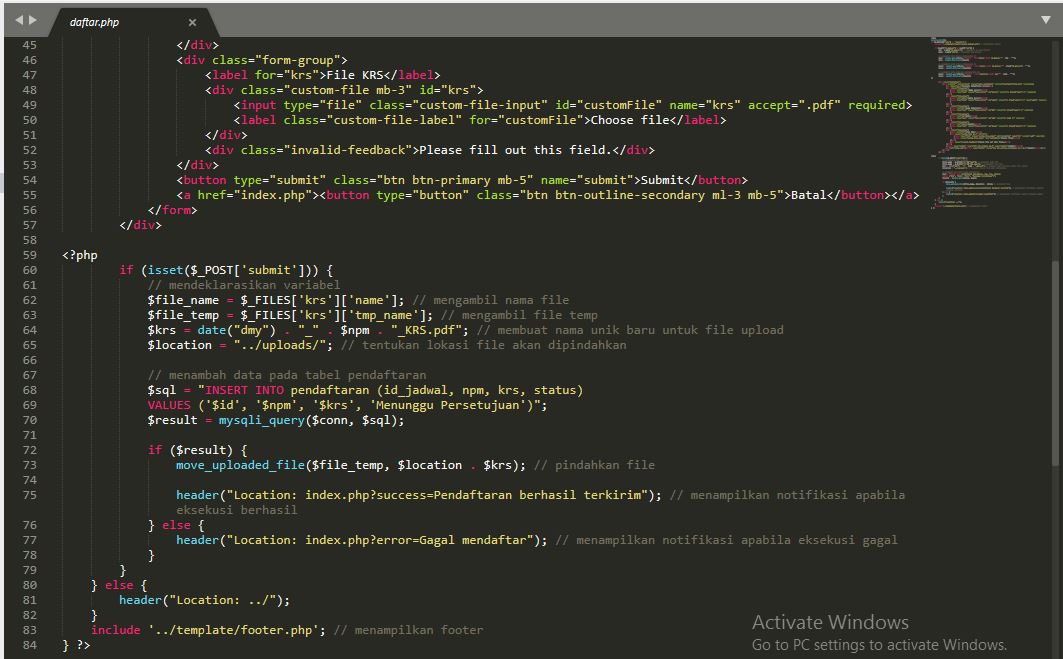 daftar.php ×
45 </div>
46 <div class="form-group">
47 <label for="krs">File KRS</label>
48 <div class="custom-file mb-3" id="krs">
49 <input type="file" class="custom-file-input" id="customFile" name="krs" accept=".pdf" required>
50 <label class="custom-file-label" for="customFile">Choose file</label>
51 </div>
52 <div class="invalid-feedback">Please fill out this field.</div>
53 </div>
54 <button type="submit" class="btn btn-primary mb-5" name="submit">Submit</button>
55 <a href="index.php"><button type="button" class="btn btn-outline-secondary ml-3 mb-5">Batal</button></a>
56 </form>
57 </div>
58
59 <?php
60 if (isset($_POST['submit'])) {
61 // mendeklarasikan variabel
62 $file_name = $_FILES['krs']['name']; // mengambil nama file
63 $file_temp = $_FILES['krs']['tmp_name']; // mengambil file temp
64 $krs = date("dmy") . "_" . $npm . "_KRS.pdf"; // membuat nama unik baru untuk file upload
65 $location = "../uploads/"; // tentukan lokasi file akan dipindahkan
66
67 // menambah data pada tabel pendaftaran
68 $sql = "INSERT INTO pendaftaran (id_jadwal, npm, krs, status)
69 VALUES ('$id', '$npm', '$krs', 'Menunggu Persetujuan')";
70 $result = mysqli_query($conn, $sql);
71
72 if ($result) {
73 move_uploaded_file($file_temp, $location . $krs); // pindahkan file
74
75 header("Location: index.php?success=Pendaftaran berhasil terkirim"); // menampilkan notifikasi apabila
eksekusi berhasil
76 } else {
77 header("Location: index.php?error=Gagal mendaftar"); // menampilkan notifikasi apabila eksekusi gagal
78 }
79 }
80 } else {
81 header("Location: ../");
82 }
83 include '../template/footer.php'; // menampilkan footer
84 } ?>
Activate Windows
Go to PC settings to activate Windows.